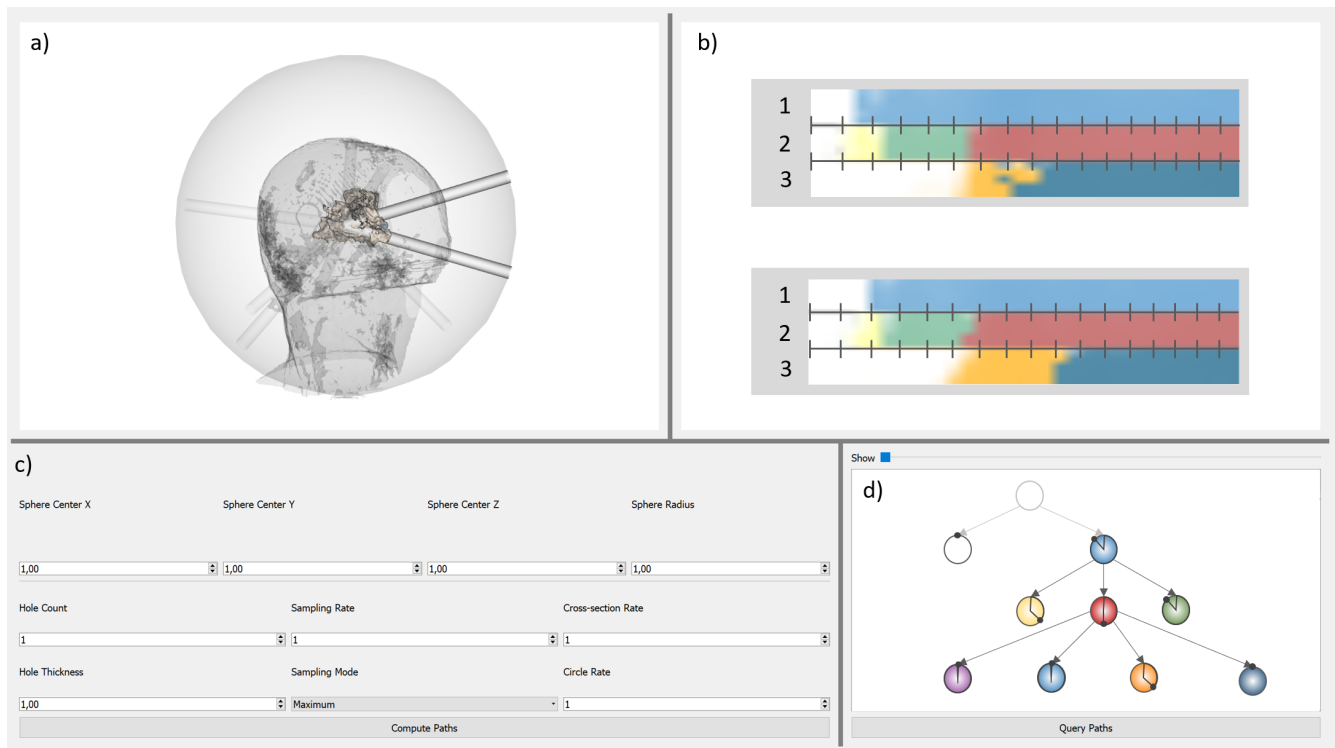 a)
b)
1
2
3
1
2
3
c)
Sphere Center X Sphere Center Y Sphere Center Z Sphere Radius
1,00 1,00 1,00 1,00
Hole Count Sampling Rate Cross-section Rate
1 1 1
Hole Thickness Sampling Mode Circle Rate
1,00 Maximum 1
Compute Paths
Show
d)
Query Paths